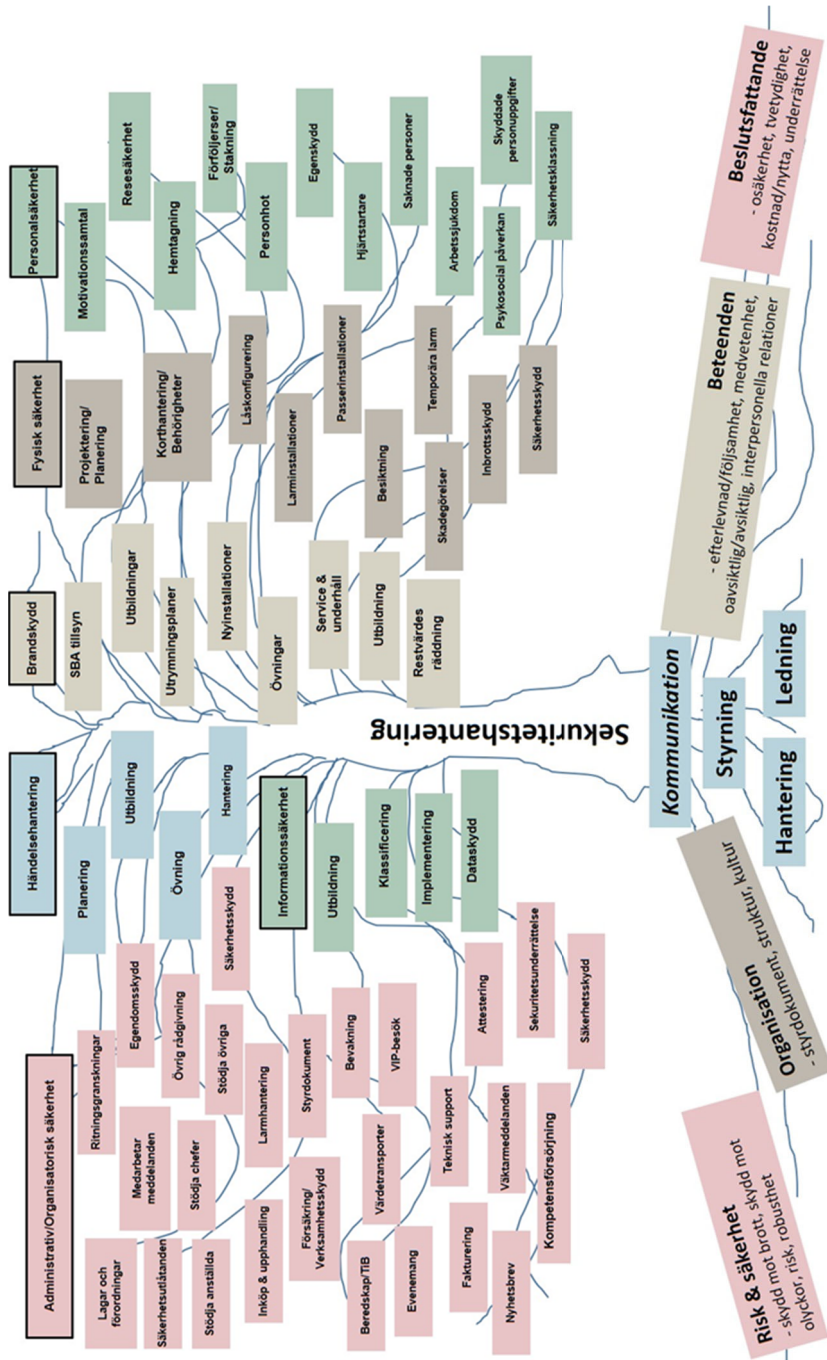 Administrativ/Organisatorisk säkerhet
Lagar och
förordningar
Säkerhetsutlåtanden
Stödja anställda
Medarbetar
meddelanden
Stödja chefer
Ritningsgranskningar
Egendomsskydd
Övrig rådgivning
Stödja övriga
Säkerhetsskydd
Larmhantering
Inköp & upphandling
Styrdokument
Försäkring/
Verksamhetsskydd
Bevakning
VIP-besök
Värdetransporter
Beredskap/TIB
Evenemang
Teknisk support
Attestering
Fakturering
Nyhetsbrev
Väktarmeddelanden
Sekuritetsunderrättelse
Kompetensförsörjning
Säkerhetsskydd
Händelsehantering
Planering
Utbildning
Övning
Hantering
Informationssäkerhet
Utbildning
Klassificering
Implementering
Dataskydd
Brandskydd
SBA tillsyn
Utbildningar
Utrymningsplaner
Nyinstallationer
Övningar
Service &
underhåll
Utbildning
Restvärdes
räddning
Fysisk säkerhet
Projektering/
Planering
Korthantering/
Behörigheter
Låskonfigurering
Larminstallationer
Passerinstallationer
Besiktning
Temporära larm
Skadegörelser
Inbrottsskydd
Säkerhetsskydd
Personalsäkerhet
Motivationssamtal
Resesäkerhet
Hemtagning
Förföljerser/
Stakning
Personhot
Egenskydd
Hjärtstartare
Saknade personer
Arbetssjukdom
Skyddade
personuppgifter
Psykosocial påverkan
Säkerhetsklassning
Sekuritetshantering
Kommunikation
Styrning
Hantering
Ledning
Risk & säkerhet
- skydd mot brott, skydd mot
olyckor, risk, robusthet
Organisation
- styrdokument, struktur, kultur
Beteenden
- efterlevnad/följsamhet, medvetenhet,
oavsiktlig/avsiktlig, interpersonella relationer
Beslutsfattande
- osäkerhet, tvetydighet,
kostnad/nytta, underrättelse